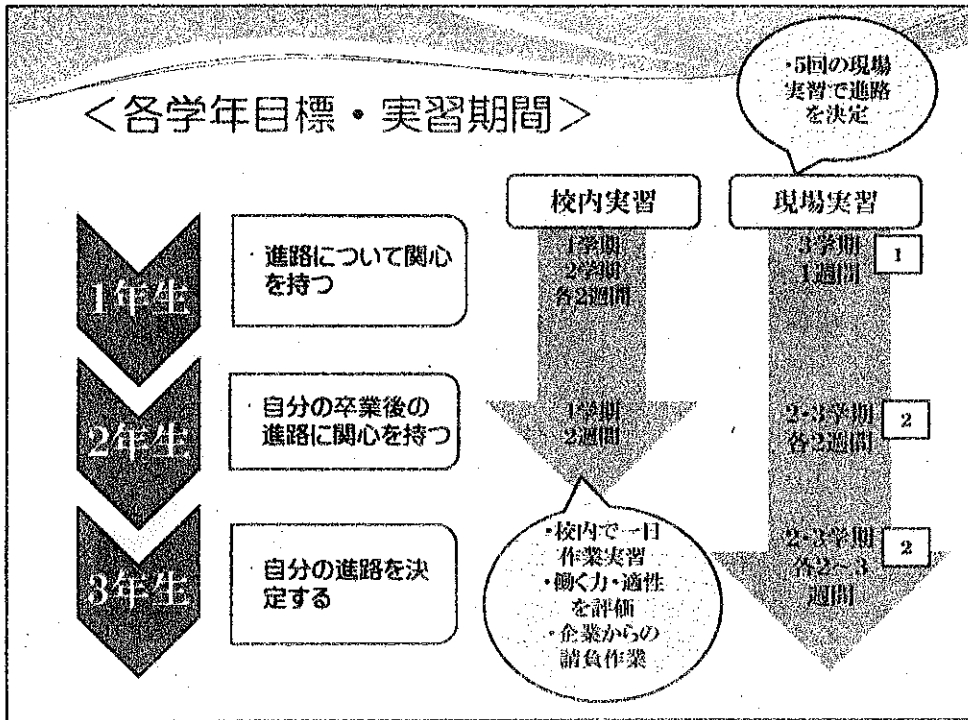 ＜各学年目標・実習期間＞
・5回の現場
実習で進路
を決定
校内実習
現場実習
1年生
・進路について関心
を持つ
1学期
2学期
各2週間
3学期
1週間
1
2年生
・自分の卒業後の
進路に関心を持つ
1学期
2週間
2・3学期
各2週間
2
3年生
・自分の進路を決
定する
・校内で一日
作業実習
・働く力・適性
を評価
・企業からの
請負作業
2・3学期
各2～3
週間
2